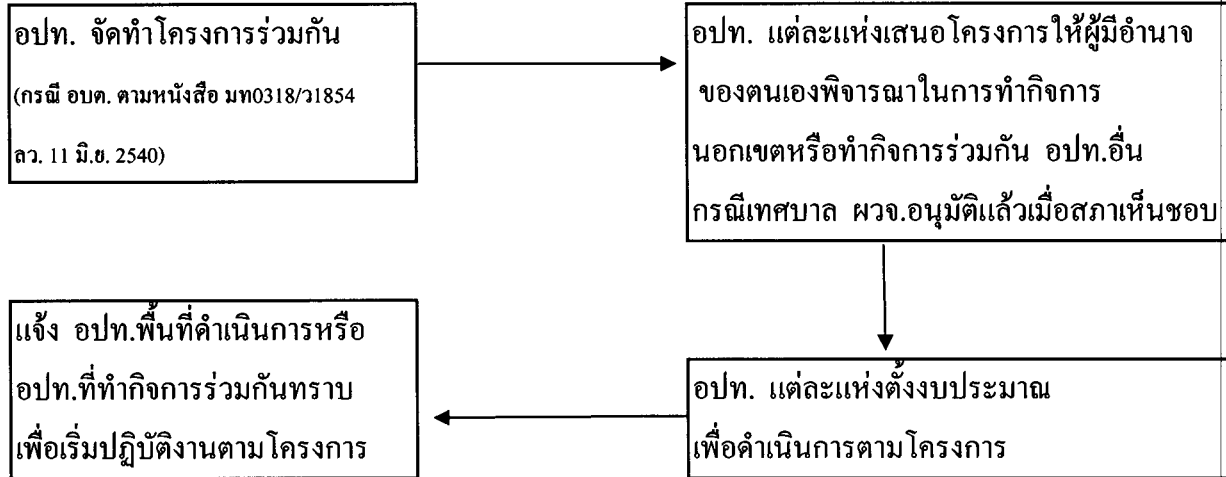 อปท. จัดทำโครงการร่วมกัน
(กรณี อบต. ตามหนังสือ มท0318/ว1854
ลว. 11 มิ.ย. 2540)
อปท. แต่ละแห่งเสนอโครงการให้ผู้มีอำนาจ
ของตนเองพิจารณาในการทำกิจการ
นอกเขตหรือทำกิจการร่วมกัน อปท.อื่น
กรณีเทศบาล ผวจ.อนุมัติแล้วเมื่อสภาเห็นชอบ
อปท. แต่ละแห่งตั้งงบประมาณ
เพื่อดำเนินการตามโครงการ
แจ้ง อปท.พื้นที่ดำเนินการหรือ
อปท.ที่ทำกิจการร่วมกันทราบ
เพื่อเริ่มปฏิบัติงานตามโครงการ